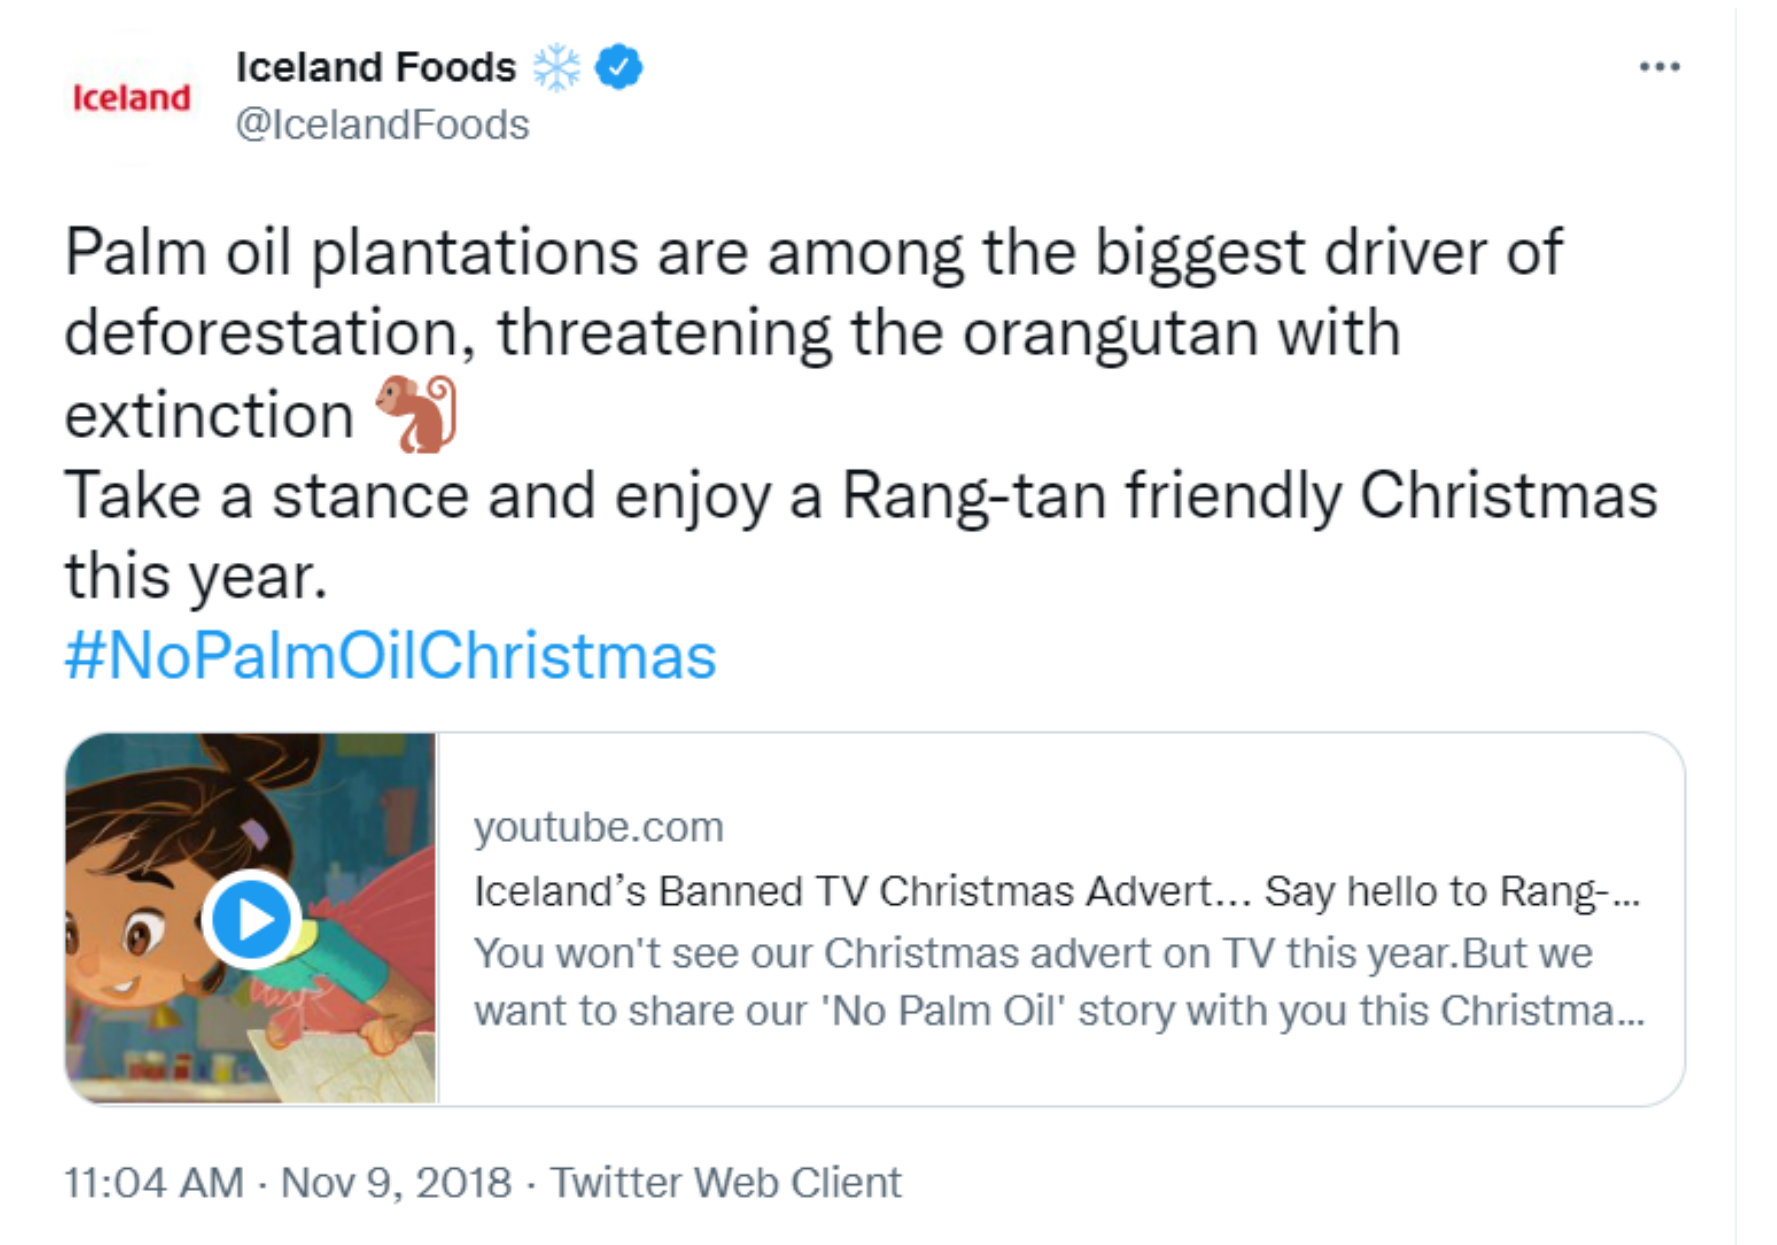 Iceland
Iceland Foods ❄️
@IcelandFoods
Palm oil plantations are among the biggest driver of
deforestation, threatening the orangutan with
extinction 🐒
Take a stance and enjoy a Rang-tan friendly Christmas
this year.
#NoPalmOilChristmas
youtube.com
Iceland’s Banned TV Christmas Advert... Say hello to Rang-...
You won't see our Christmas advert on TV this year.But we
want to share our 'No Palm Oil' story with you this Christma...
11:04 AM · Nov 9, 2018 · Twitter Web Client